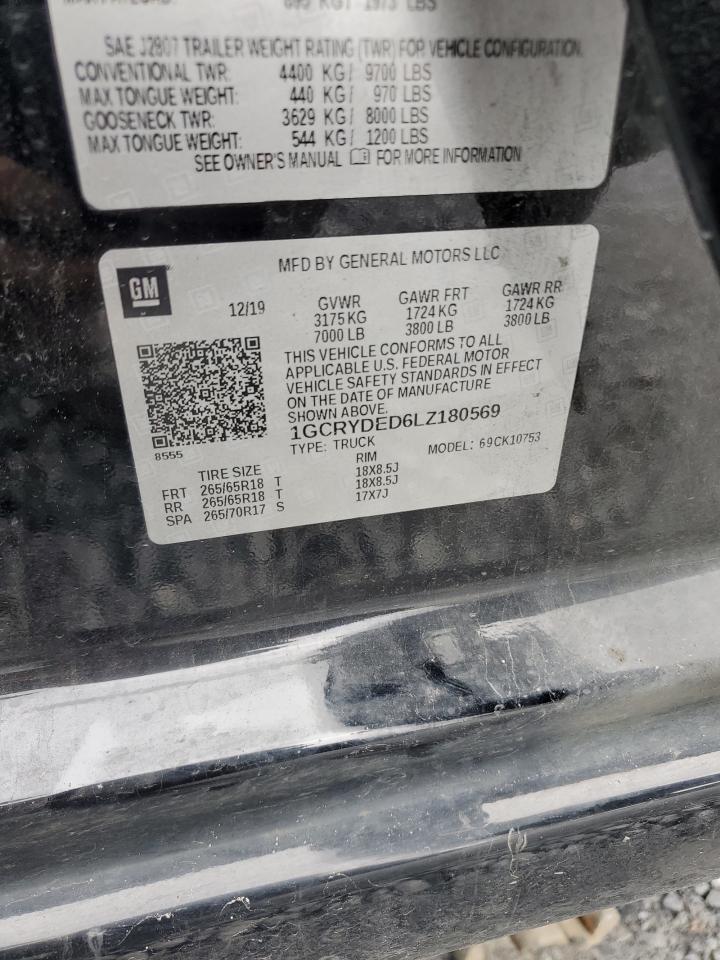 895 KG / 1973 LBS
SAE J2807 TRAILER WEIGHT RATING (TWR) FOR VEHICLE CONFIGURATION.
CONVENTIONAL TWR: 4400 KG / 9700 LBS
MAX TONGUE WEIGHT: 440 KG / 970 LBS
GOOSENECK TWR: 3629 KG / 8000 LBS
MAX TONGUE WEIGHT: 544 KG / 1200 LBS
SEE OWNER'S MANUAL FOR MORE INFORMATION
GM
MFD BY GENERAL MOTORS LLC
12/19 GVWR GAWR FRT GAWR RR
3175 KG 1724 KG 1724 KG
7000 LB 3800 LB 3800 LB
THIS VEHICLE CONFORMS TO ALL
APPLICABLE U.S. FEDERAL MOTOR
VEHICLE SAFETY STANDARDS IN EFFECT
ON THE DATE OF MANUFACTURE
SHOWN ABOVE.
1GCRYDED6LZ180569
8555
TYPE: TRUCK MODEL: 69CK10753
TIRE SIZE RIM
FRT 265/65R18 T 18X8.5J
RR 265/65R18 T 18X8.5J
SPA 265/70R17 S 17X7J